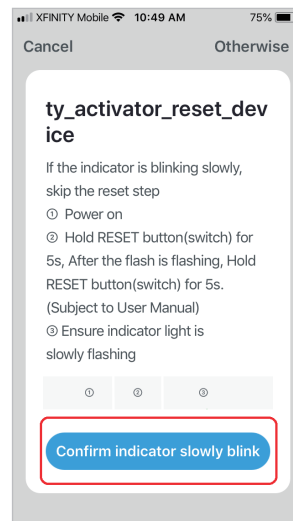 XFINITY Mobile 10:49 AM 75%
Cancel Otherwise
ty_activator_reset_dev
ice
If the indicator is blinking slowly,
skip the reset step
① Power on
② Hold RESET button(switch) for
5s, After the flash is flashing, Hold
RESET button(switch) for 5s.
(Subject to User Manual)
③ Ensure indicator light is
slowly flashing
① ② ③
Confirm indicator slowly blink